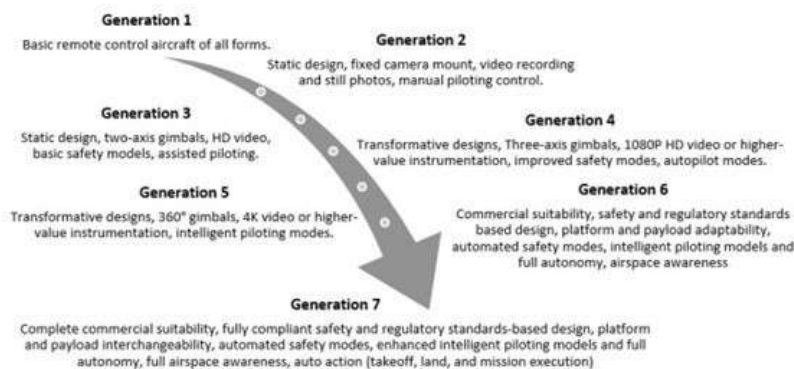 Generation 1
Basic remote control aircraft of all forms.
Generation 2
Static design, fixed camera mount, video recording
and still photos, manual piloting control.
Generation 3
Static design, two-axis gimbals, HD video,
basic safety models, assisted piloting.
Generation 4
Transformative designs, Three-axis gimbals, 1080P HD video or higher-
value instrumentation, improved safety modes, autopilot modes.
Generation 5
Transformative designs, 360° gimbals, 4K video or higher-
value instrumentation, intelligent piloting modes.
Generation 6
Commercial suitability, safety and regulatory standards
based design, platform and payload adaptability,
automated safety modes, intelligent piloting models and
full autonomy, airspace awareness
Generation 7
Complete commercial suitability, fully compliant safety and regulatory standards-based design, platform
and payload interchangeability, automated safety modes, enhanced intelligent piloting models and full
autonomy, full airspace awareness, auto action (takeoff, land, and mission execution)